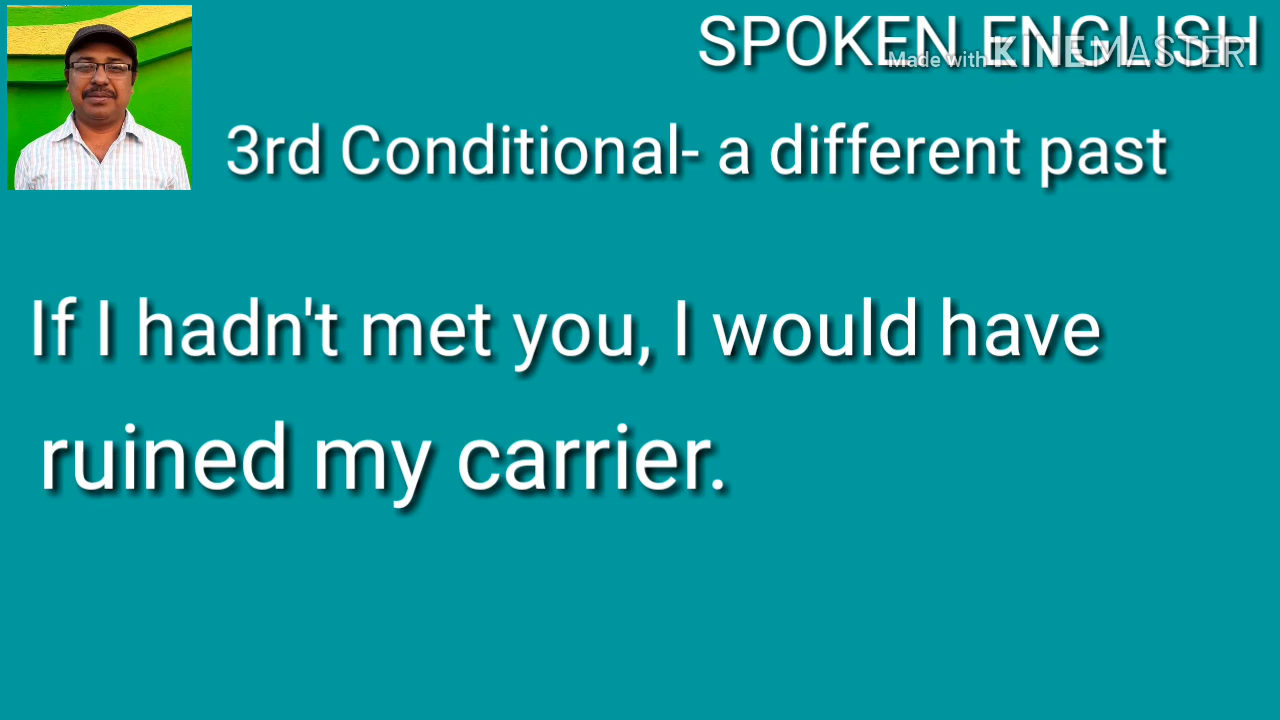 SPOKEN ENGLISH
Made with KINEMASTER
3rd Conditional- a different past
If I hadn't met you, I would have
ruined my carrier.